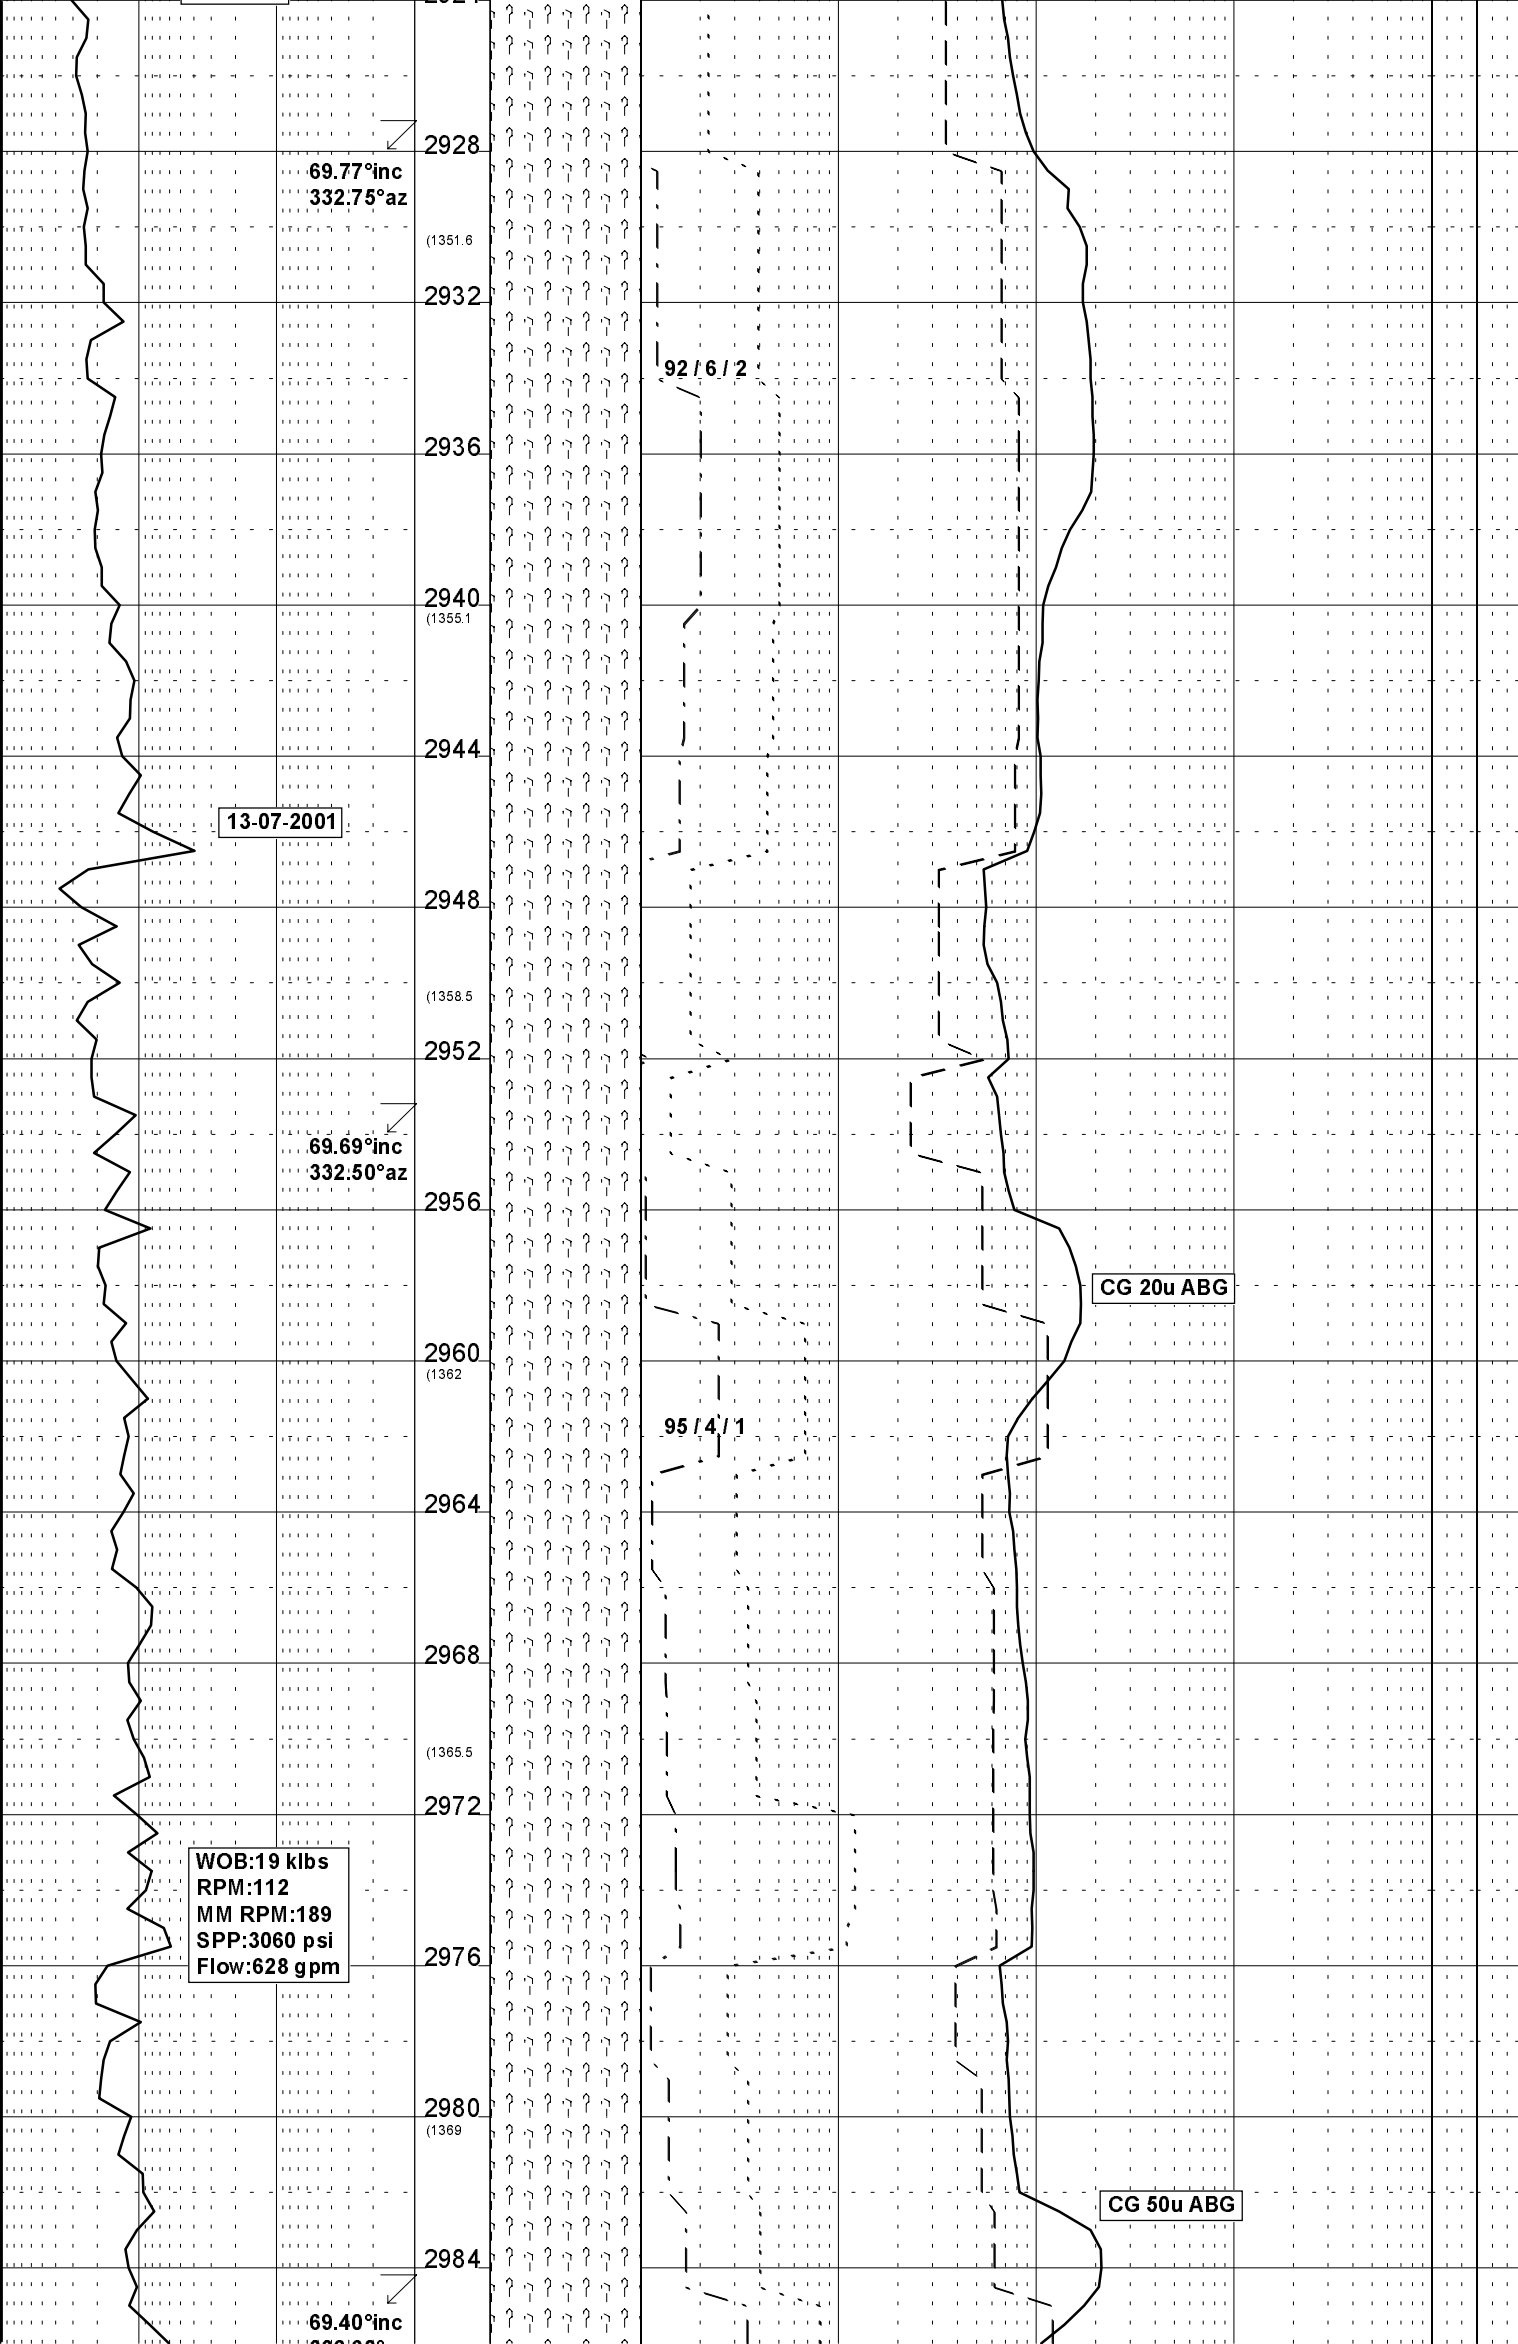 2928
69.77°inc
332.75°az
(1351.6
2932
92 / 6 / 2
2936
2940
(1355.1
2944
13-07-2001
2948
(1358.5
2952
69.69°inc
332.50°az
2956
CG 20u ABG
2960
(1362
95 / 4 / 1
2964
2968
(1365.5
2972
WOB:19 klbs
RPM:112
MM RPM:189
SPP:3060 psi
Flow:628 gpm
2976
2980
(1369
CG 50u ABG
2984
69.40°inc